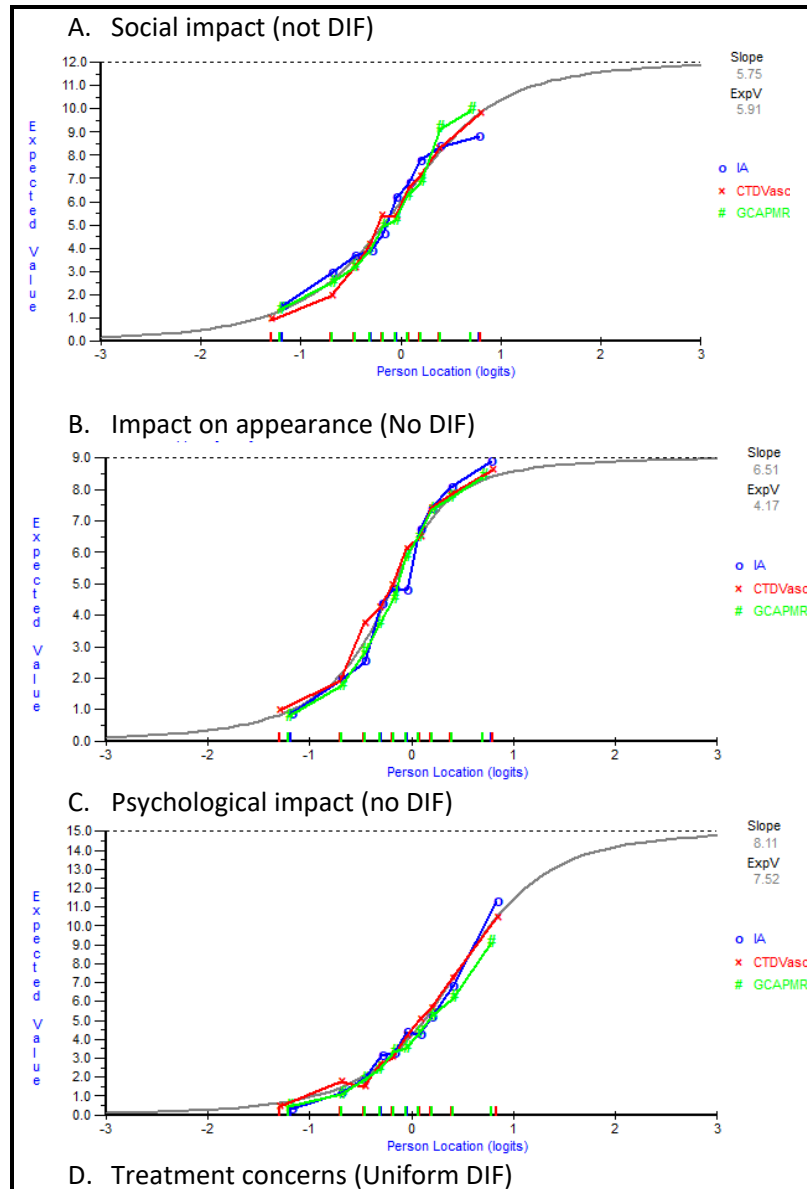 A. Social impact (not DIF)
Slope
5.75
ExpV
5.91
12.0
11.0
10.0
9.0
8.0
7.0
6.0
5.0
4.0
3.0
2.0
1.0
0.0
Expected Value
o IA
× CTDVasc
# GCAPMR
-3 -2 -1 0 1 2 3
Person Location (logits)
B. Impact on appearance (No DIF)
Slope
6.51
ExpV
4.17
9.0
8.0
7.0
6.0
5.0
4.0
3.0
2.0
1.0
0.0
Expected Value
o IA
× CTDVasc
# GCAPMR
-3 -2 -1 0 1 2 3
Person Location (logits)
C. Psychological impact (no DIF)
Slope
8.11
ExpV
7.52
15.0
14.0
13.0
12.0
11.0
10.0
9.0
8.0
7.0
6.0
5.0
4.0
3.0
2.0
1.0
0.0
Expected Value
o IA
× CTDVasc
# GCAPMR
-3 -2 -1 0 1 2 3
Person Location (logits)
D. Treatment concerns (Uniform DIF)